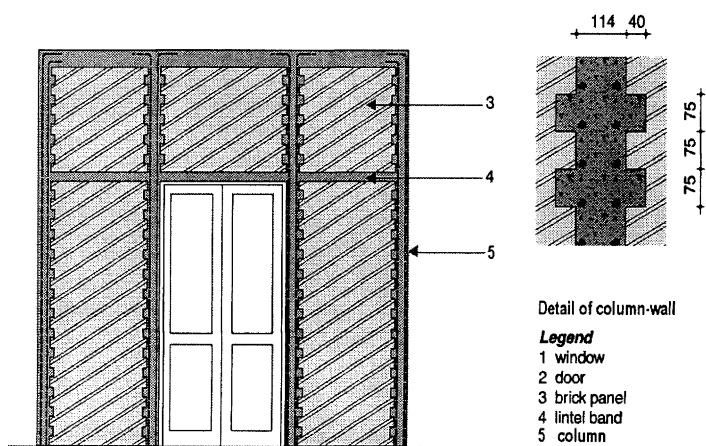 114 40
3
75
4
75
75
5
Detail of column-wall
Legend
1 window
2 door
3 brick panel
4 lintel band
5 column